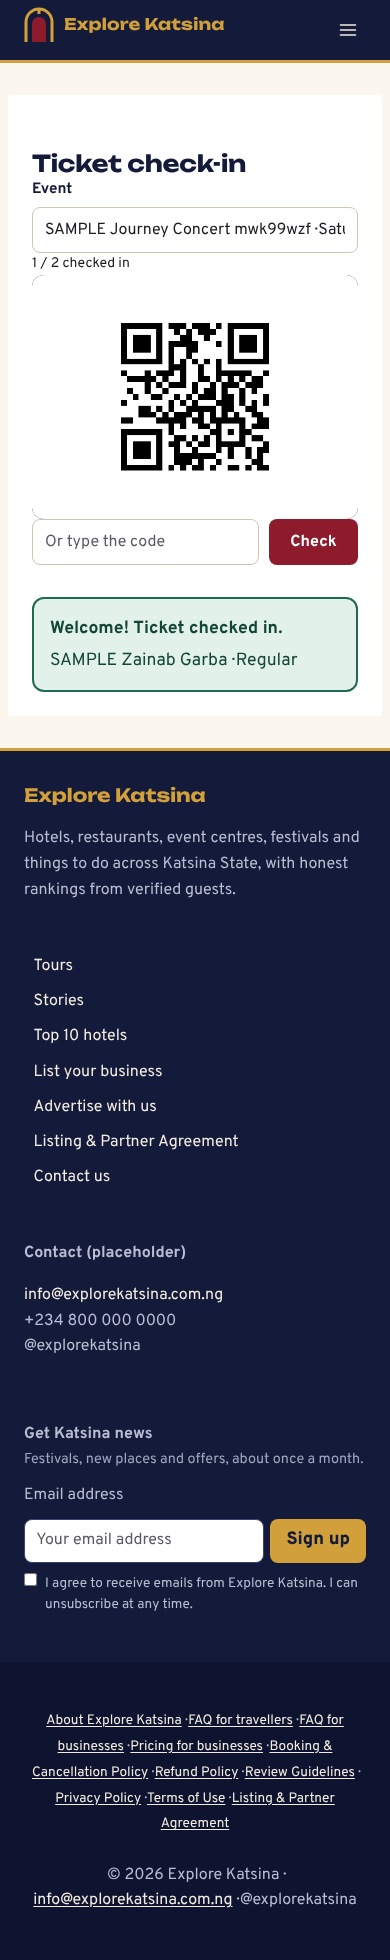 Explore Katsina
Ticket check-in
Event
SAMPLE Journey Concert mwk99wzf ·Satu
1 / 2 checked in
Or type the code
Check
Welcome! Ticket checked in.
SAMPLE Zainab Garba ·Regular
Explore Katsina
Hotels, restaurants, event centres, festivals and
things to do across Katsina State, with honest
rankings from verified guests.
Tours
Stories
Top 10 hotels
List your business
Advertise with us
Listing & Partner Agreement
Contact us
Contact (placeholder)
info@explorekatsina.com.ng
+234 800 000 0000
@explorekatsina
Get Katsina news
Festivals, new places and offers, about once a month.
Email address
Your email address
Sign up
I agree to receive emails from Explore Katsina. I can
unsubscribe at any time.
About Explore Katsina ·FAQ for travellers ·FAQ for
businesses ·Pricing for businesses ·Booking &
Cancellation Policy ·Refund Policy ·Review Guidelines ·
Privacy Policy ·Terms of Use ·Listing & Partner
Agreement
© 2026 Explore Katsina ·
info@explorekatsina.com.ng ·@explorekatsina